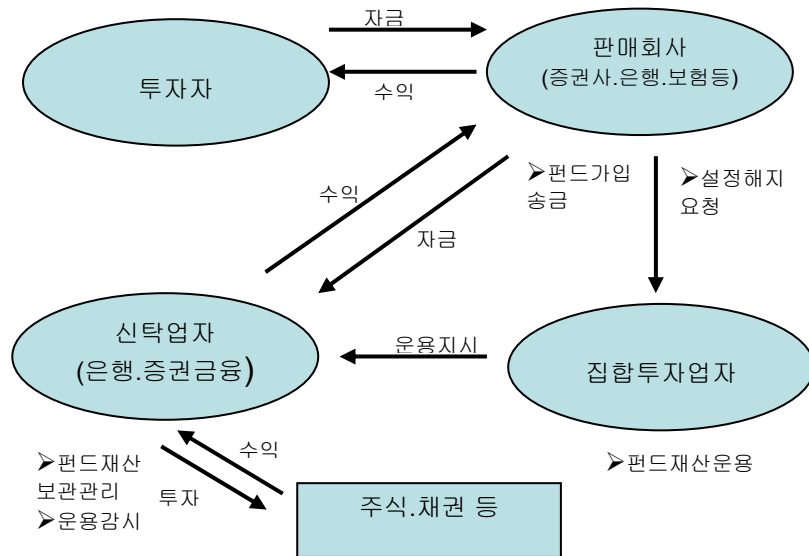 자금
투자자
판매회사
(증권사.은행.보험등)
수익
수익
자금
➢펀드가입
송금
➢설정해지
요청
신탁업자
(은행.증권금융)
운용지시
집합투자업자
➢펀드재산
보관관리
➢운용감시
수익
투자
➢펀드재산운용
주식.채권 등